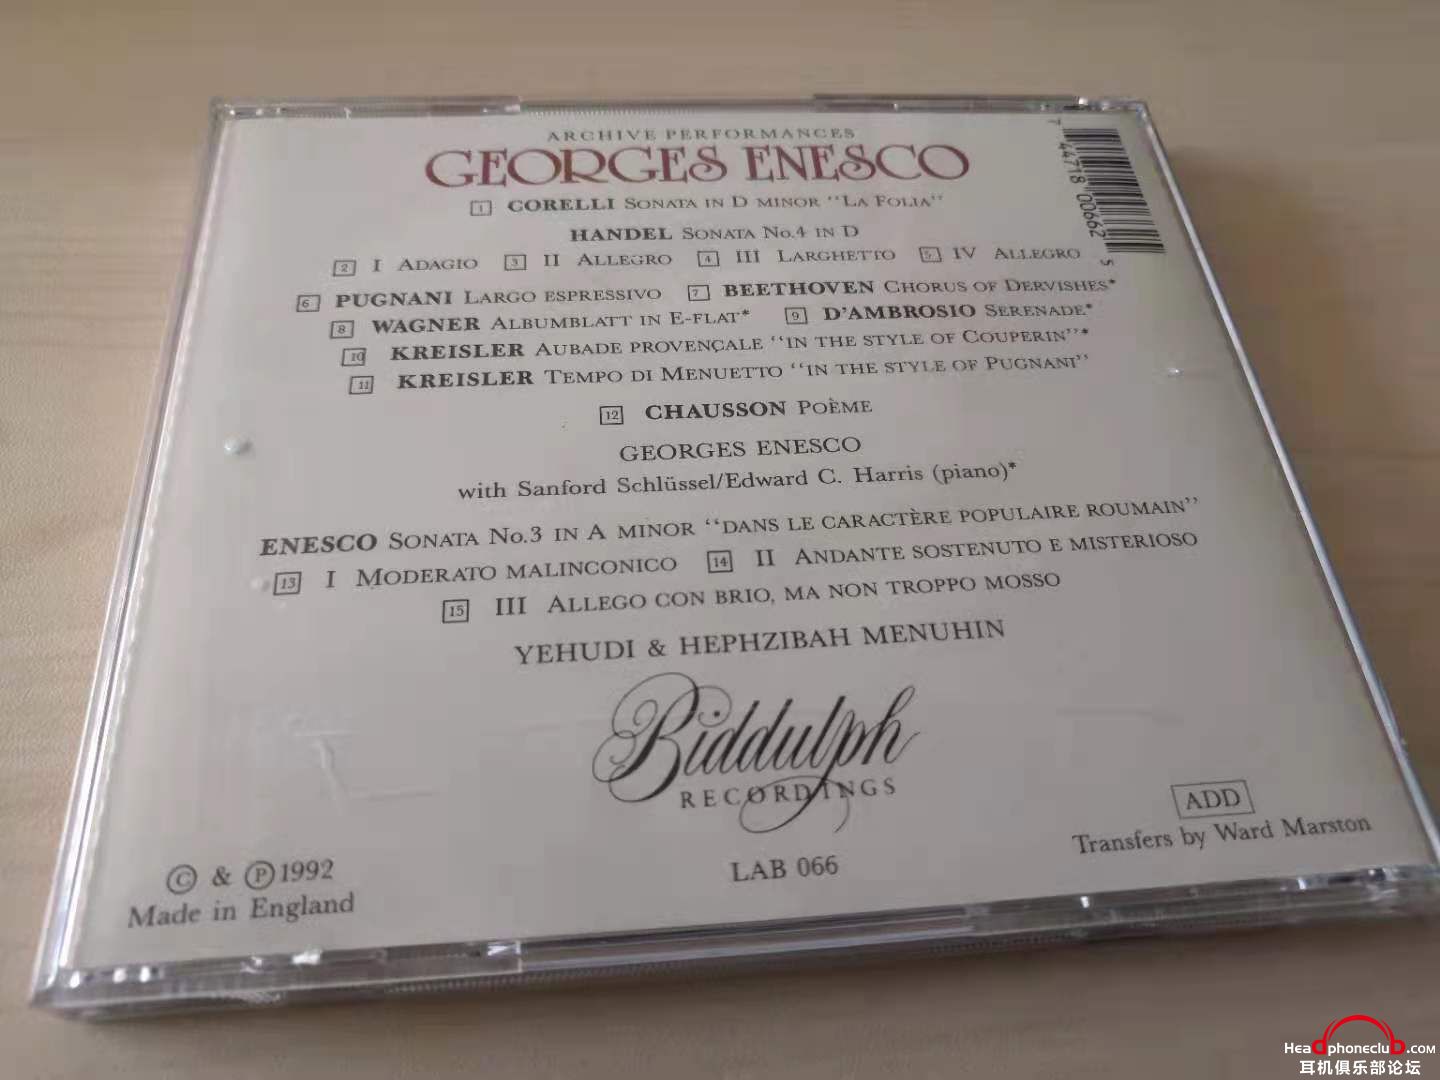 ARCHIVE PERFORMANCES
GEORGES ENESCO
1 CORELLI SONATA IN D MINOR "LA FOLIA"
HANDEL SONATA No.4 IN D
2 I ADAGIO 3 II ALLEGRO 4 III LARGHETTO 5 IV ALLEGRO
6 PUGNANI LARGO ESPRESSIVO 7 BEETHOVEN CHORUS OF DERVISHES*
8 WAGNER ALBUMBLATT IN E-FLAT* 9 D'AMBROSIO SERENADE*
10 KREISLER AUBADE PROVENÇALE "IN THE STYLE OF COUPERIN"*
11 KREISLER TEMPO DI MENUETTO "IN THE STYLE OF PUGNANI"
12 CHAUSSON POÈME
GEORGES ENESCO
with Sanford Schlüssel/Edward C. Harris (piano)*
ENESCO SONATA No.3 IN A MINOR "DANS LE CARACTÈRE POPULAIRE ROUMAIN"
13 I MODERATO MALINCONICO 14 II ANDANTE SOSTENUTO E MISTERIOSO
15 III ALLEGO CON BRIO, MA NON TROPPO MOSSO
YEHUDI & HEPHZIBAH MENUHIN
Biddulph
RECORDINGS
LAB 066
© & ℗ 1992
Made in England
ADD
Transfers by Ward Marston
7 44718 00662 5
HeadphoneclubD.com
耳机俱乐部论坛